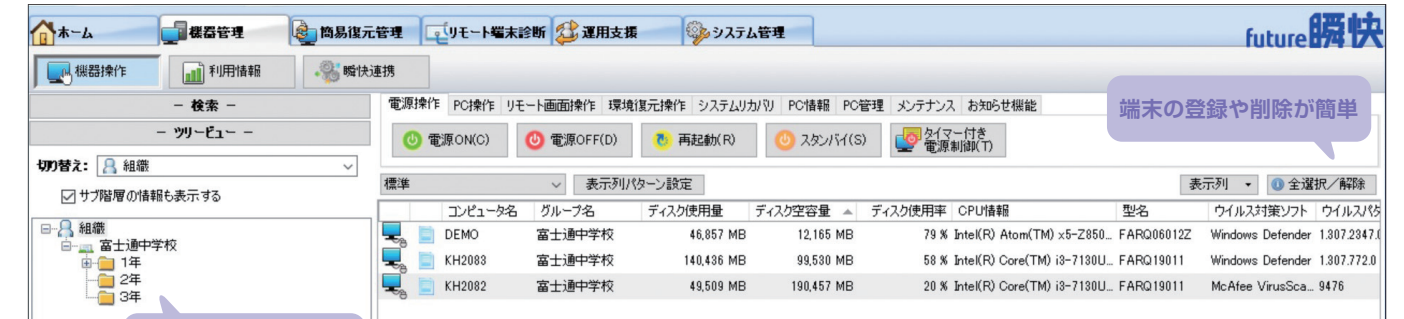 ホーム 機器管理 簡易復元管理 リモート端末診断 運用支援 システム管理
future瞬快
機器操作 利用情報 瞬快連携
端末の登録や削除が簡単
- 検索 -
- ツリービュー -
切り替え: 組織
サブ階層の情報も表示する
組織
富士通中学校
1年
2年
3年
電源操作 PC操作 リモート画面操作 環境復元操作 システムリカバリ PC情報 PC管理 メンテナンス お知らせ機能
電源ON(C) 電源OFF(D) 再起動(R) スタンバイ(S) タイマー付き電源制御(T)
標準 表示列パターン設定 表示列 全選択/解除
コンピュータ名 グループ名 ディスク使用量 ディスク空容量 ディスク使用率 CPU情報 型名 ウイルス対策ソフト ウイルスパタ
DEMO 富士通中学校 46,857 MB 12,165 MB 79 % Intel(R) Atom(TM) x5-Z850... FARQ06012Z Windows Defender 1.307.2347.0
KH2083 富士通中学校 140,436 MB 99,530 MB 58 % Intel(R) Core(TM) i3-7130U... FARQ19011 Windows Defender 1.307.772.0
KH2082 富士通中学校 49,509 MB 190,457 MB 20 % Intel(R) Core(TM) i3-7130U... FARQ19011 McAfee VirusSca... 9476